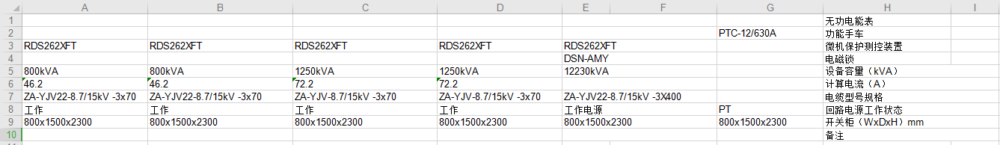 A B C D E F G H I
1 无功电能表
2 PTC-12/630A 功能手车
3 RDS262XFT RDS262XFT RDS262XFT RDS262XFT RDS262XFT 微机保护测控装置
4 DSN-AMY 电磁锁
5 800kVA 800kVA 1250kVA 1250kVA 12230kVA 设备容量（kVA）
6 46.2 46.2 72.2 72.2 计算电流（A）
7 ZA-YJV22-8.7/15kV -3x70 ZA-YJV22-8.7/15kV -3x70 ZA-YJV-8.7/15kV -3x70 ZA-YJV-8.7/15kV -3x70 ZA-YJV22-8.7/15kV -3X400 电缆型号规格
8 工作 工作 工作 工作 工作电源 PT 回路电源工作状态
9 800x1500x2300 800x1500x2300 800x1500x2300 800x1500x2300 800x1500x2300 800x1500x2300 开关柜（WxDxH）mm
10 备注